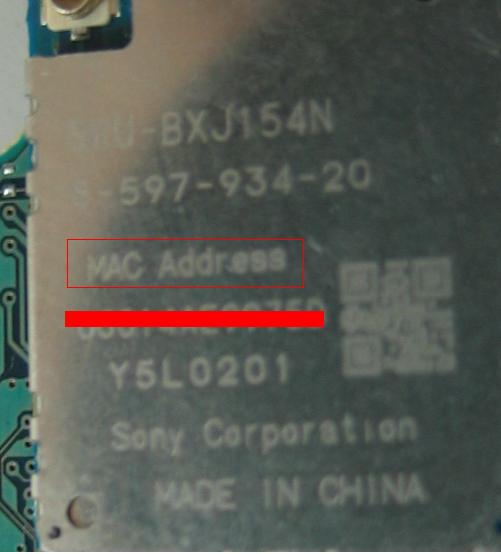 -BXJ154N
-597-934-20
MAC Address
Y5L0201
Sony Corporation
MADE IN CHINA